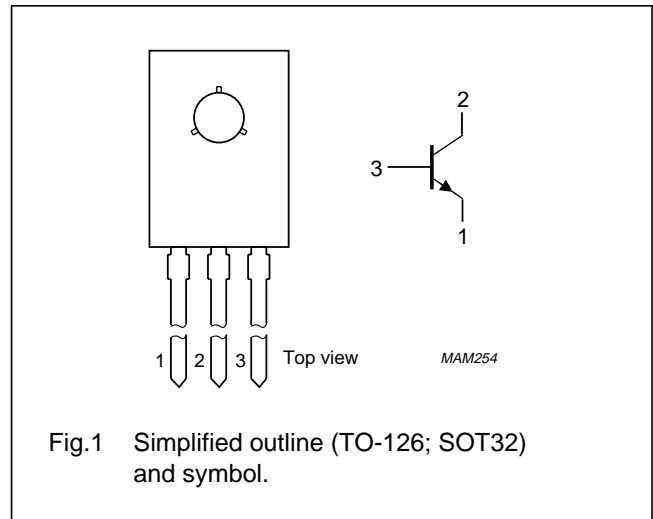 2
3
1
1 2 3 Top view MAM254
Fig.1 Simplified outline (TO-126; SOT32)
and symbol.